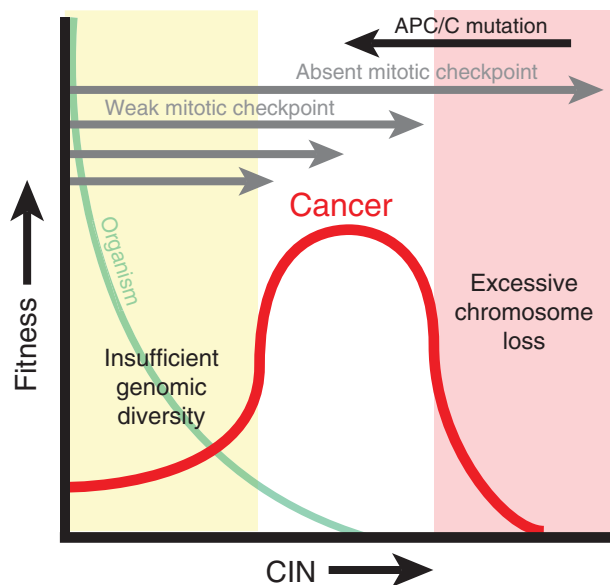 APC/C mutation
Absent mitotic checkpoint
Weak mitotic checkpoint
Cancer
Organism
Fitness
Insufficient
genomic
diversity
Excessive
chromosome
loss
CIN